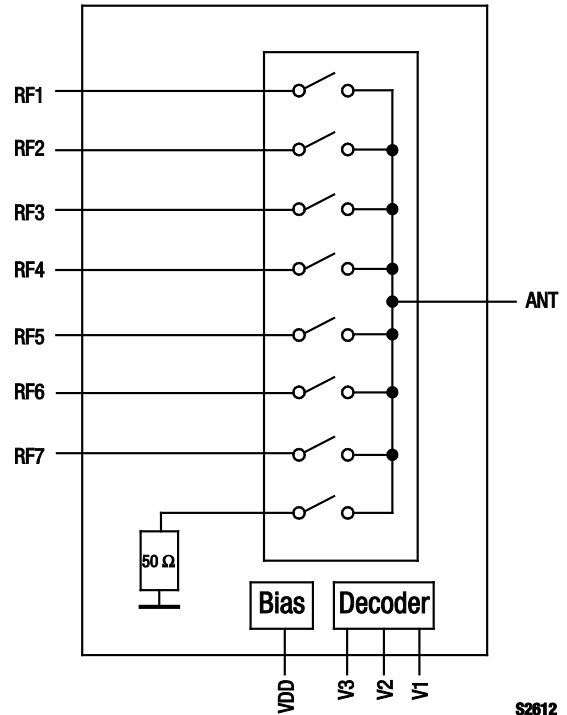 RF1
RF2
RF3
RF4
ANT
RF5
RF6
RF7
50 Ω
Bias
Decoder
VDD
V3
V2
V1
S2612